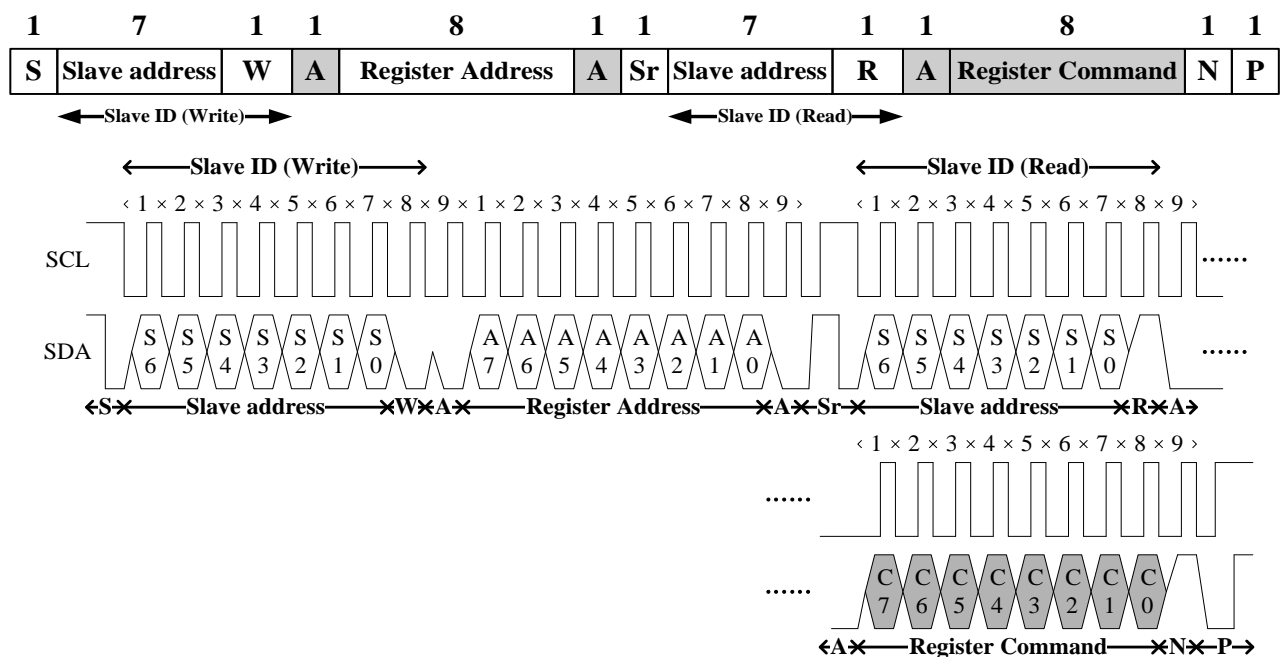 1 7 1 1 8 1 1 7 1 1 8 1 1
S Slave address W A Register Address A Sr Slave address R A Register Command N P
Slave ID (Write) Slave ID (Read)
Slave ID (Write) Slave ID (Read)
1 × 2 × 3 × 4 × 5 × 6 × 7 × 8 × 9 × 1 × 2 × 3 × 4 × 5 × 6 × 7 × 8 × 9 1 × 2 × 3 × 4 × 5 × 6 × 7 × 8 × 9
SCL ······
SDA S6 S5 S4 S3 S2 S1 S0 A7 A6 A5 A4 A3 A2 A1 A0 S6 S5 S4 S3 S2 S1 S0 ······
S Slave address W A Register Address A Sr Slave address R A
1 × 2 × 3 × 4 × 5 × 6 × 7 × 8 × 9
······
······ C7 C6 C5 C4 C3 C2 C1 C0
A Register Command N P